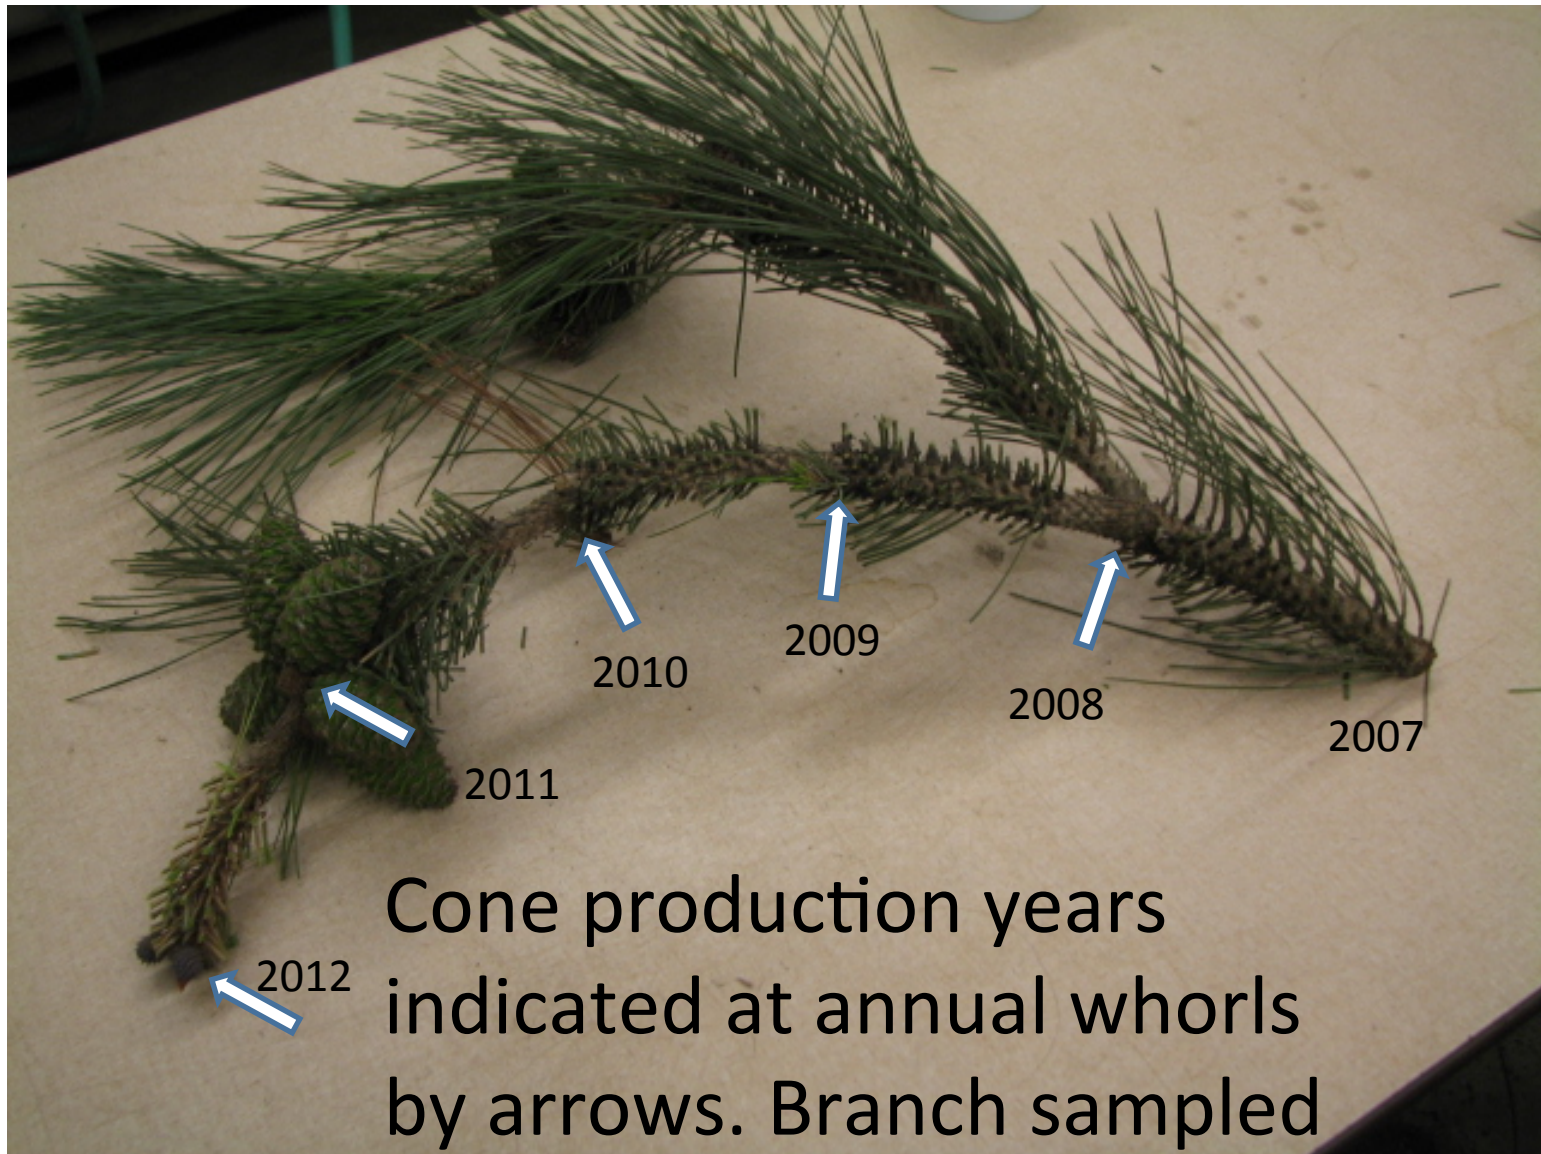 2010
2009
2008
2007
2011
2012
Cone production years
indicated at annual whorls
by arrows. Branch sampled